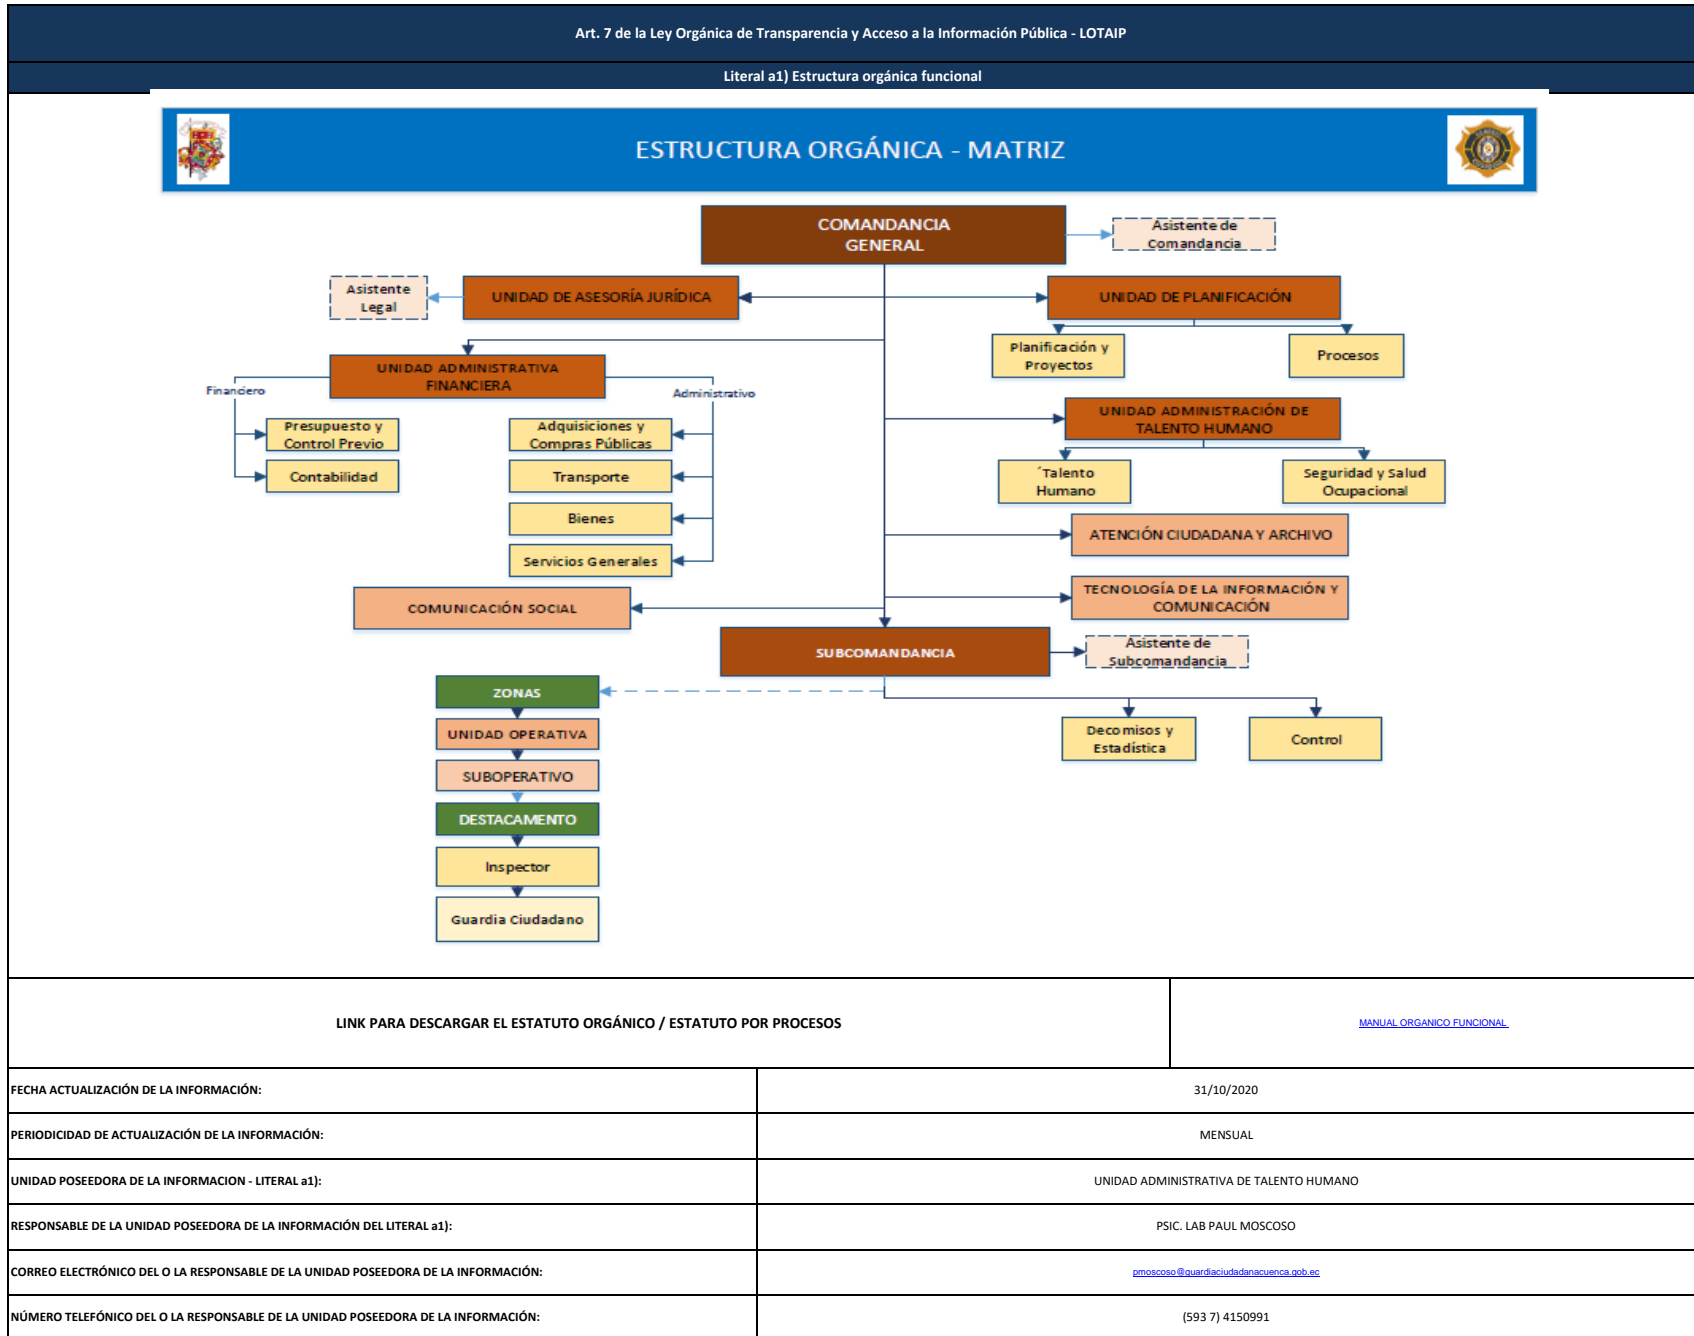 Art. 7 de la Ley Orgánica de Transparencia y Acceso a la Información Pública - LOTAIP
Literal a1) Estructura orgánica funcional
ESTRUCTURA ORGÁNICA - MATRIZ
COMANDANCIA
GENERAL
Asistente de
Comandancia
Asistente
Legal
UNIDAD DE ASESORÍA JURÍDICA
UNIDAD DE PLANIFICACIÓN
Planificación y
Proyectos
Procesos
UNIDAD ADMINISTRATIVA
FINANCIERA
Financiero
Administrativo
Presupuesto y
Control Previo
Contabilidad
Adquisiciones y
Compras Públicas
Transporte
Bienes
Servicios Generales
UNIDAD ADMINISTRACIÓN DE
TALENTO HUMANO
´Talento
Humano
Seguridad y Salud
Ocupacional
ATENCIÓN CIUDADANA Y ARCHIVO
TECNOLOGÍA DE LA INFORMACIÓN Y
COMUNICACIÓN
COMUNICACIÓN SOCIAL
SUBCOMANDANCIA
Asistente de
Subcomandancia
ZONAS
UNIDAD OPERATIVA
SUBOPERATIVO
DESTACAMENTO
Inspector
Guardia Ciudadano
Decomisos y
Estadística
Control
LINK PARA DESCARGAR EL ESTATUTO ORGÁNICO / ESTATUTO POR PROCESOS
MANUAL ORGANICO FUNCIONAL
FECHA ACTUALIZACIÓN DE LA INFORMACIÓN:
31/10/2020
PERIODICIDAD DE ACTUALIZACIÓN DE LA INFORMACIÓN:
MENSUAL
UNIDAD POSEEDORA DE LA INFORMACION - LITERAL a1):
UNIDAD ADMINISTRATIVA DE TALENTO HUMANO
RESPONSABLE DE LA UNIDAD POSEEDORA DE LA INFORMACIÓN DEL LITERAL a1):
PSIC. LAB PAUL MOSCOSO
CORREO ELECTRÓNICO DEL O LA RESPONSABLE DE LA UNIDAD POSEEDORA DE LA INFORMACIÓN:
pmoscoso@guardiaciudadanacuenca.gob.ec
NÚMERO TELEFÓNICO DEL O LA RESPONSABLE DE LA UNIDAD POSEEDORA DE LA INFORMACIÓN:
(593 7) 4150991